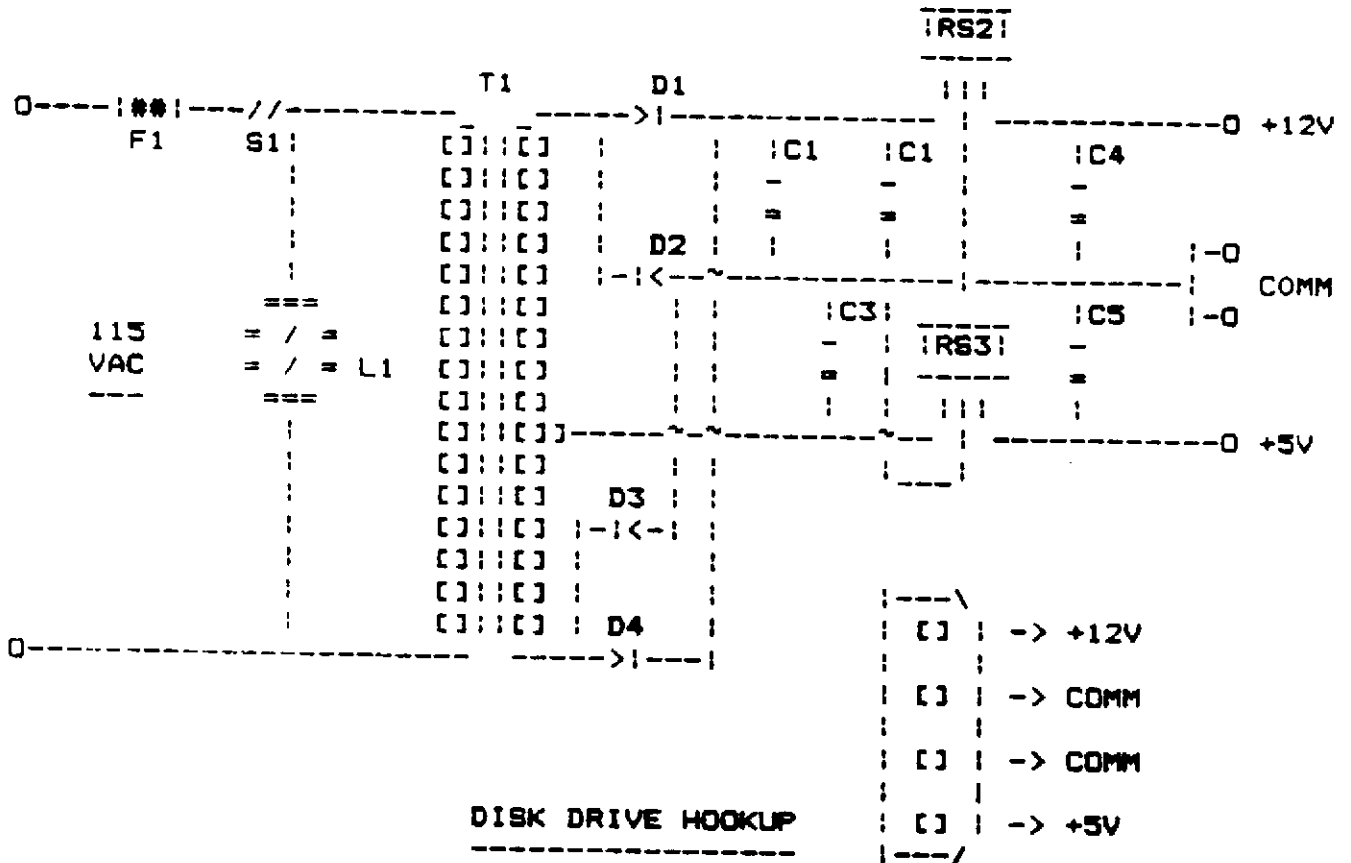 RS2
T1 D1
+12V
F1 S1 C1 C1 C4
D2
COMM
C3 C5
115 RS3
VAC L1
+5V
D3
D4
+12V
COMM
COMM
DISK DRIVE HOOKUP +5V